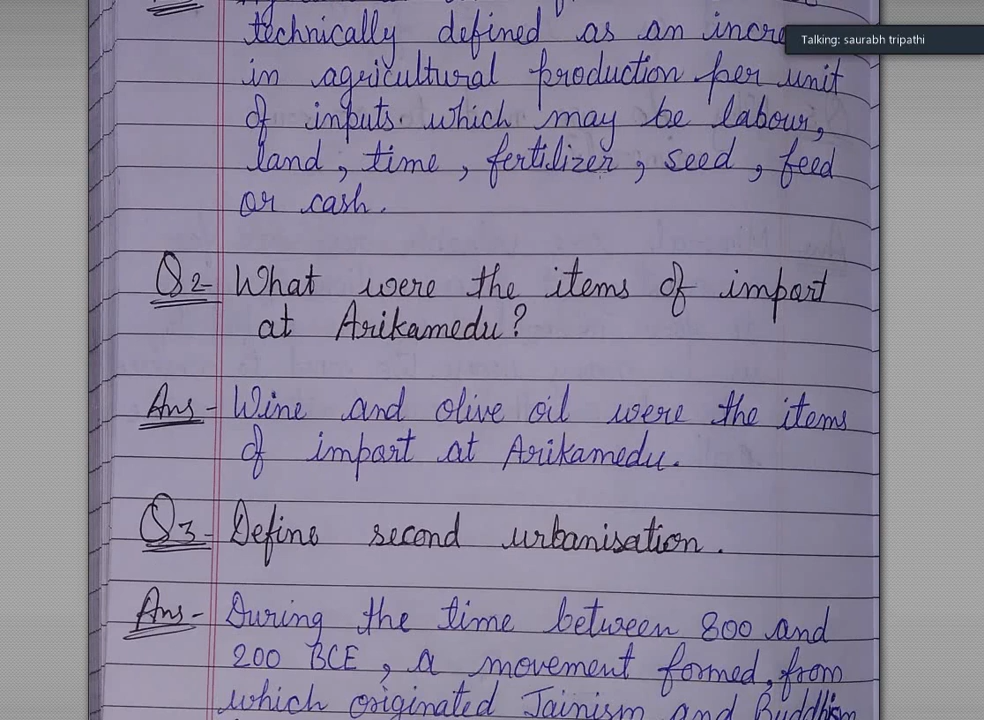 technically defined as an incre
Talking: saurabh tripathi
in agricultural production per unit
of inputs which may be labour,
land, time, fertilizer, seed, feed
or cash.
Q2- What were the items of import
at Arikamedu?
Ans- Wine and olive oil were the items
of import at Arikamedu.
Q3- Define second urbanisation.
Ans- During the time between 800 and
200 BCE, a movement formed, from
which originated Jainism and Buddhism